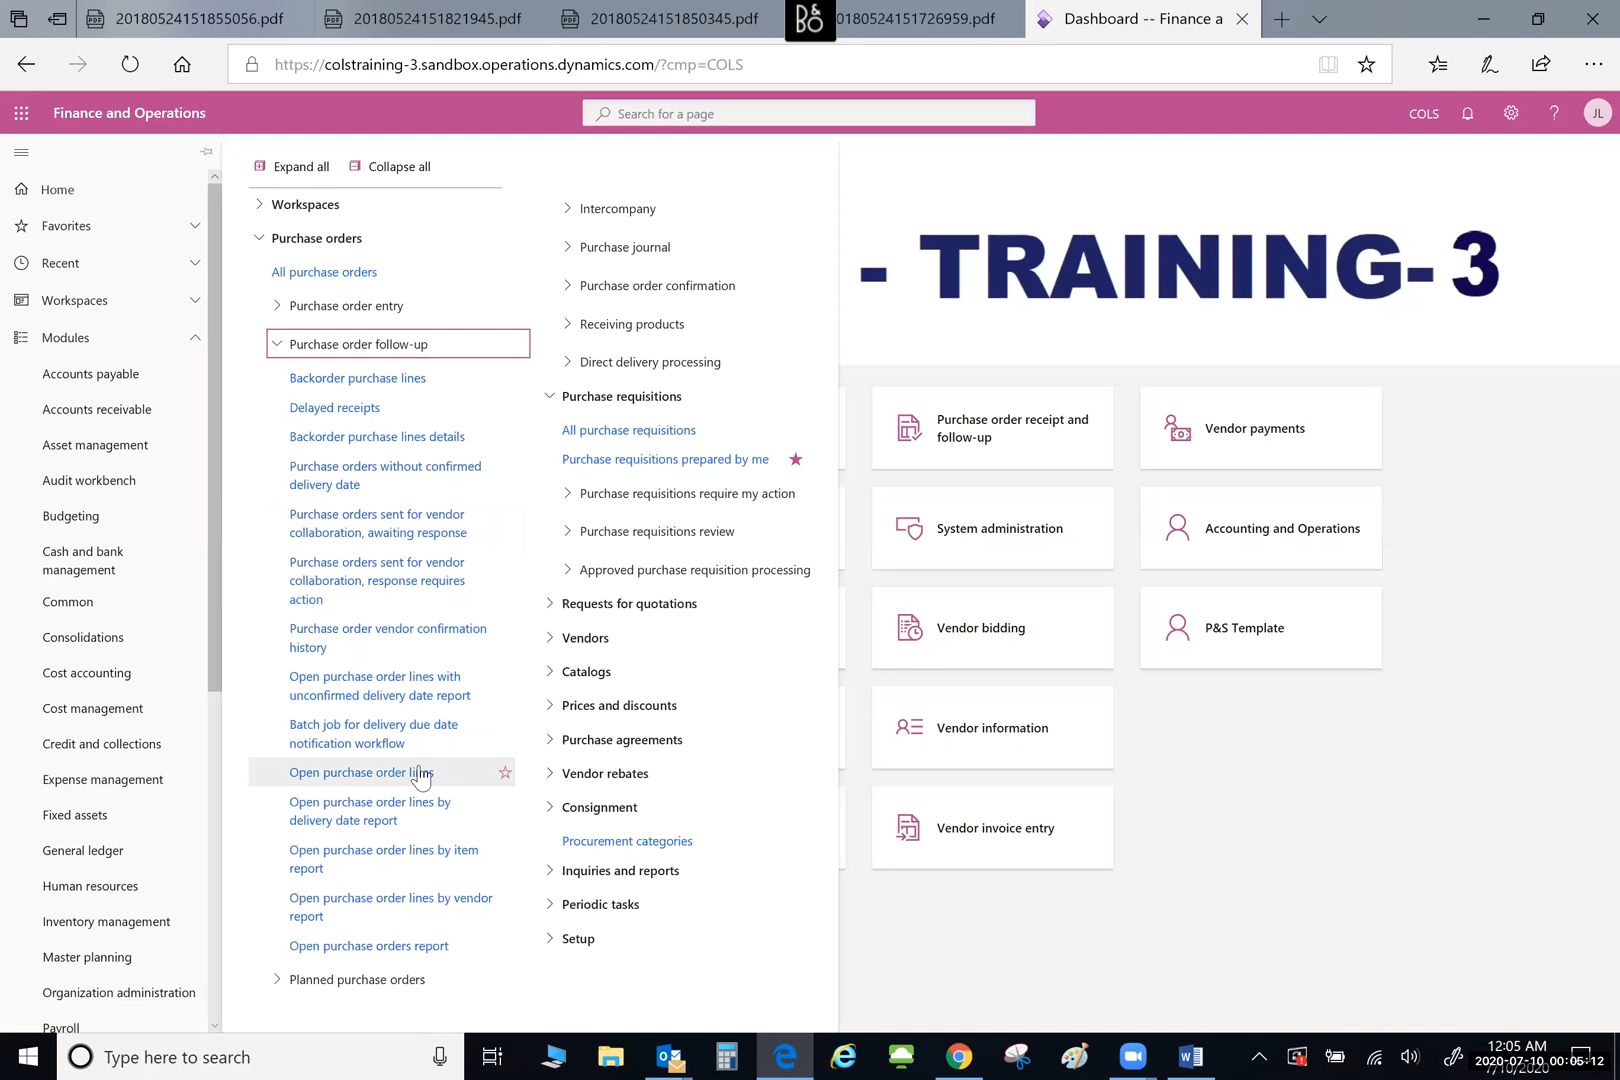 20180524151855056.pdf
20180524151821945.pdf
20180524151850345.pdf
B&O
20180524151726959.pdf
Dashboard -- Finance a
https://colstraining-3.sandbox.operations.dynamics.com/?cmp=COLS
Finance and Operations
Search for a page
COLS
?
JL
Home
Favorites
Recent
Workspaces
Modules
Accounts payable
Accounts receivable
Asset management
Audit workbench
Budgeting
Cash and bank
management
Common
Consolidations
Cost accounting
Cost management
Credit and collections
Expense management
Fixed assets
General ledger
Human resources
Inventory management
Master planning
Organization administration
Payroll
Expand all
Collapse all
Workspaces
Purchase orders
All purchase orders
Purchase order entry
Purchase order follow-up
Backorder purchase lines
Delayed receipts
Backorder purchase lines details
Purchase orders without confirmed
delivery date
Purchase orders sent for vendor
collaboration, awaiting response
Purchase orders sent for vendor
collaboration, response requires
action
Purchase order vendor confirmation
history
Open purchase order lines with
unconfirmed delivery date report
Batch job for delivery due date
notification workflow
Open purchase order lines
Open purchase order lines by
delivery date report
Open purchase order lines by item
report
Open purchase order lines by vendor
report
Open purchase orders report
Planned purchase orders
Intercompany
Purchase journal
Purchase order confirmation
Receiving products
Direct delivery processing
Purchase requisitions
All purchase requisitions
Purchase requisitions prepared by me
Purchase requisitions require my action
Purchase requisitions review
Approved purchase requisition processing
Requests for quotations
Vendors
Catalogs
Prices and discounts
Purchase agreements
Vendor rebates
Consignment
Procurement categories
Inquiries and reports
Periodic tasks
Setup
- TRAINING- 3
Purchase order receipt and
follow-up
Vendor payments
System administration
Accounting and Operations
Vendor bidding
P&S Template
Vendor information
Vendor invoice entry
Type here to search
12:05 AM
7/10/2020
2020-07-10 00:05:12